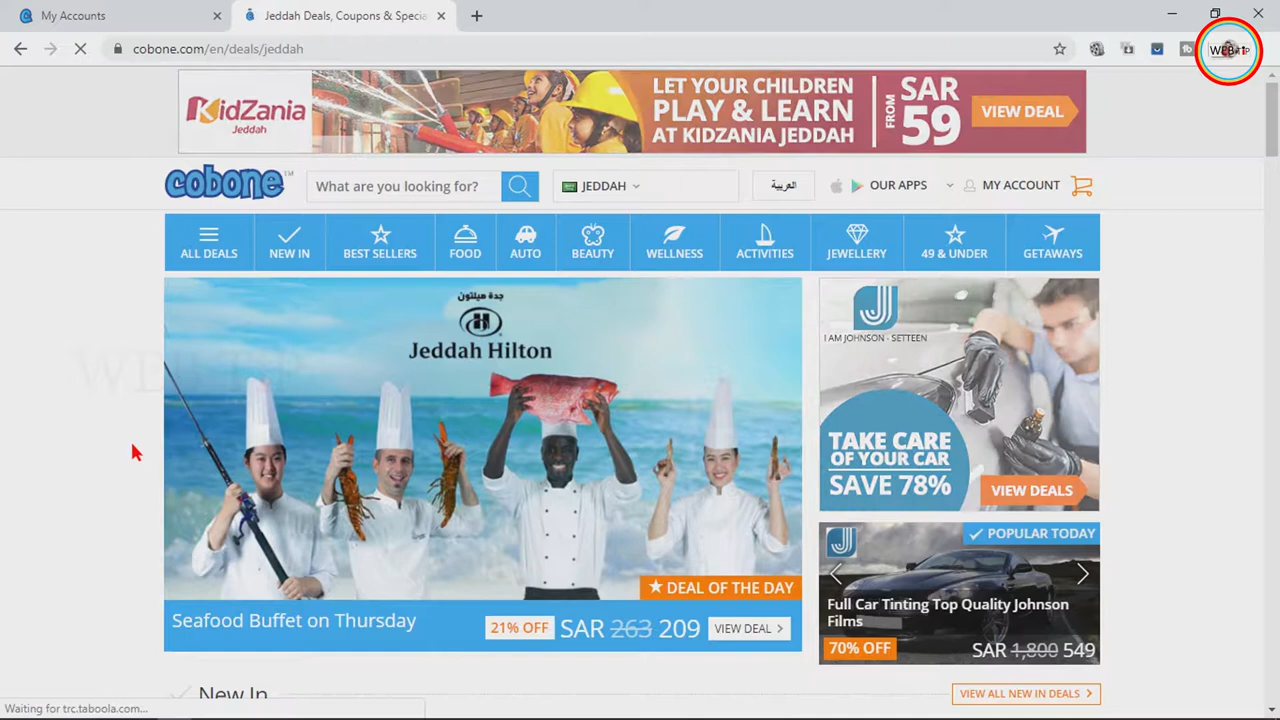 My Accounts
Jeddah Deals, Coupons & Specia
cobone.com/en/deals/jeddah
WEB TIP
KidZania
Jeddah
LET YOUR CHILDREN
PLAY & LEARN
AT KIDZANIA JEDDAH
FROM
SAR
59
VIEW DEAL
cobone™
What are you looking for?
JEDDAH
العربية
OUR APPS
MY ACCOUNT
ALL DEALS
NEW IN
BEST SELLERS
FOOD
AUTO
BEAUTY
WELLNESS
ACTIVITIES
JEWELLERY
49 & UNDER
GETAWAYS
جدة هيلتون
H
Jeddah Hilton
DEAL OF THE DAY
Seafood Buffet on Thursday
21% OFF
SAR 263 209
VIEW DEAL
J
I AM JOHNSON - SETTEEN
TAKE CARE
OF YOUR CAR
SAVE 78%
VIEW DEALS
POPULAR TODAY
Full Car Tinting Top Quality Johnson
Films
70% OFF
SAR 1,800 549
New In
VIEW ALL NEW IN DEALS
Waiting for trc.taboola.com...